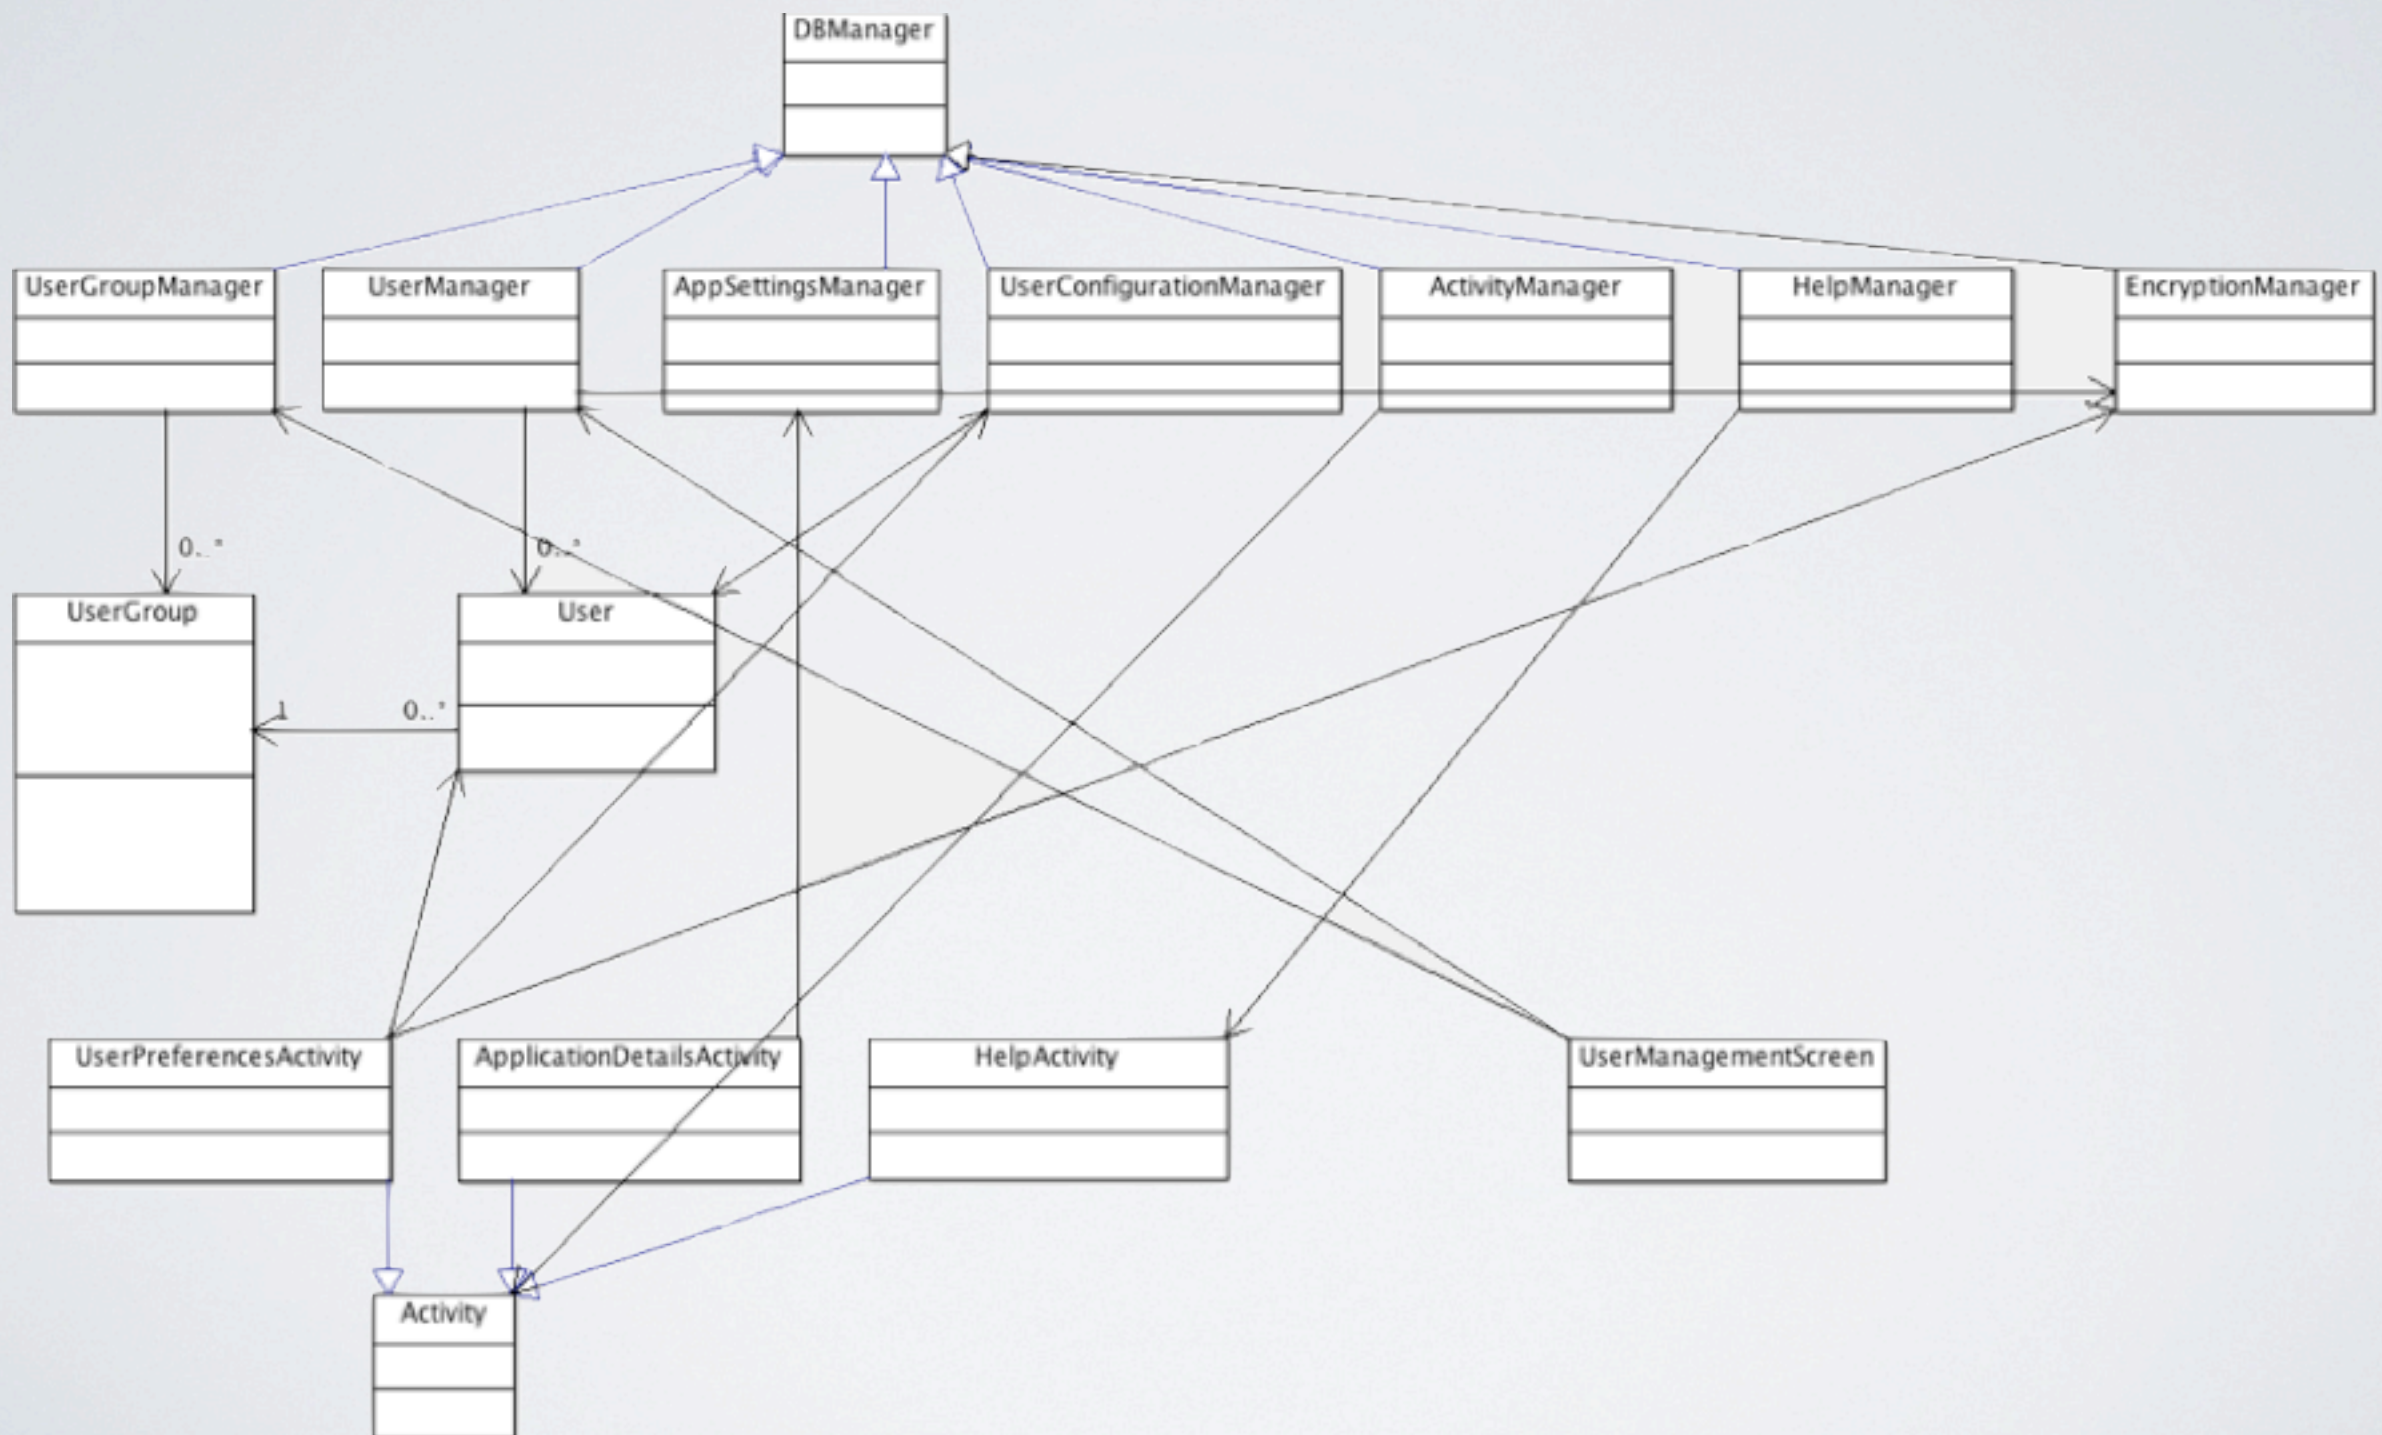 DBManager
UserGroupManager
UserManager
AppSettingsManager
UserConfigurationManager
ActivityManager
HelpManager
EncryptionManager
0..*
0..*
UserGroup
User
1
0..*
UserPreferencesActivity
ApplicationDetailsActivity
HelpActivity
UserManagementScreen
Activity